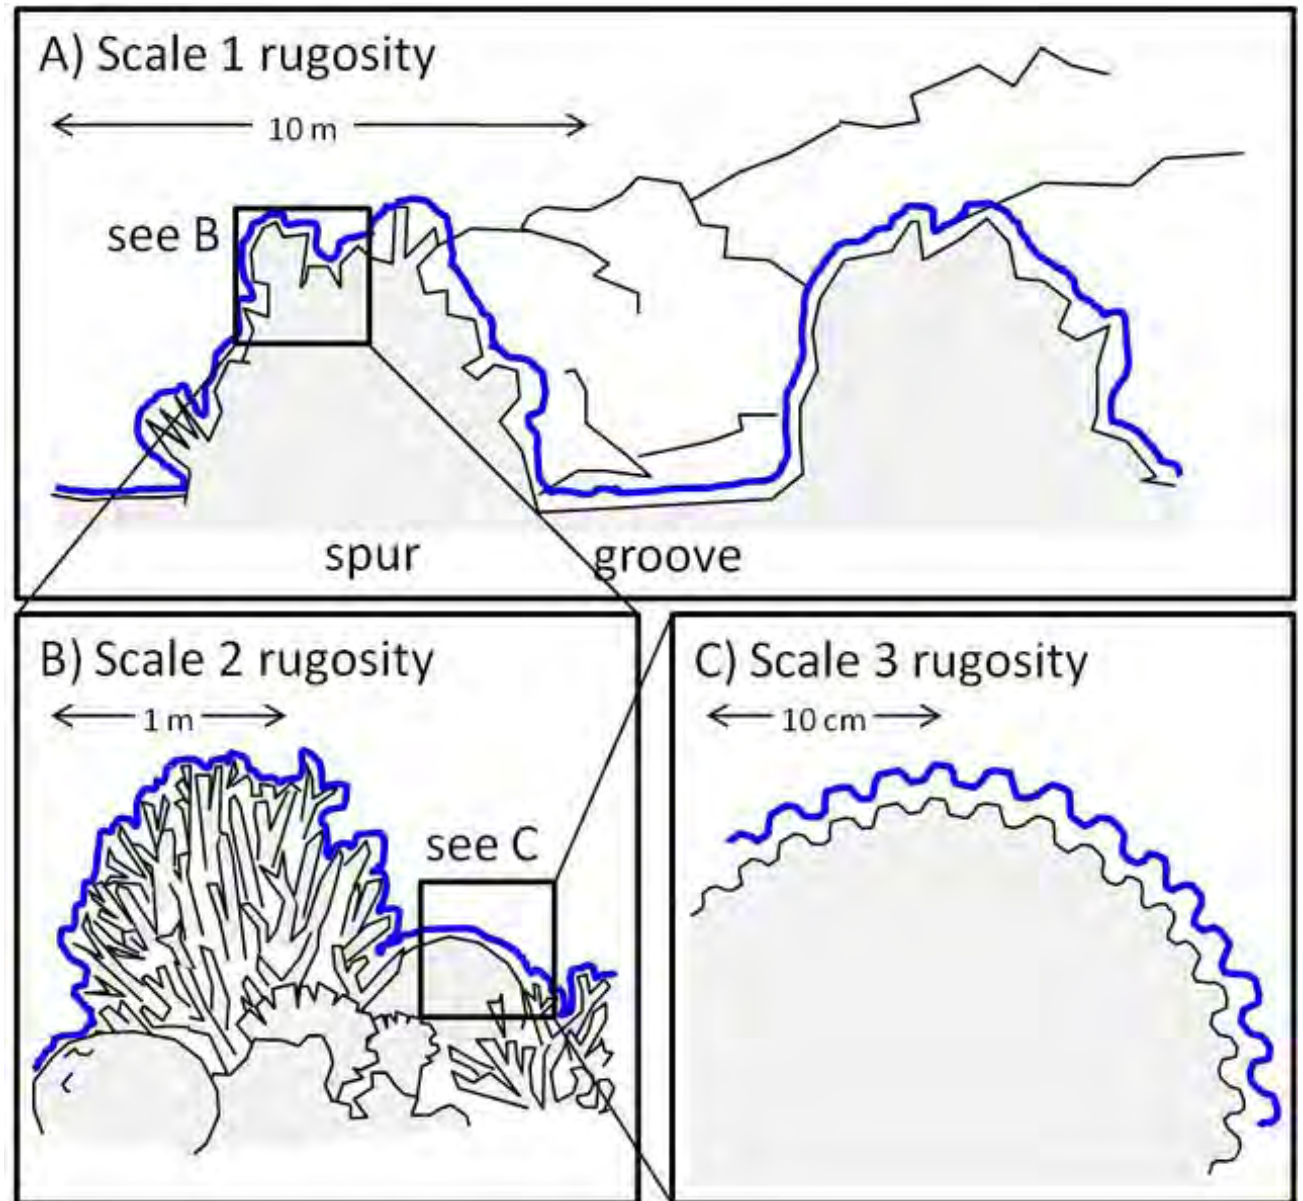 A) Scale 1 rugosity
10 m
see B
spur
groove
B) Scale 2 rugosity
1 m
see C
C) Scale 3 rugosity
10 cm